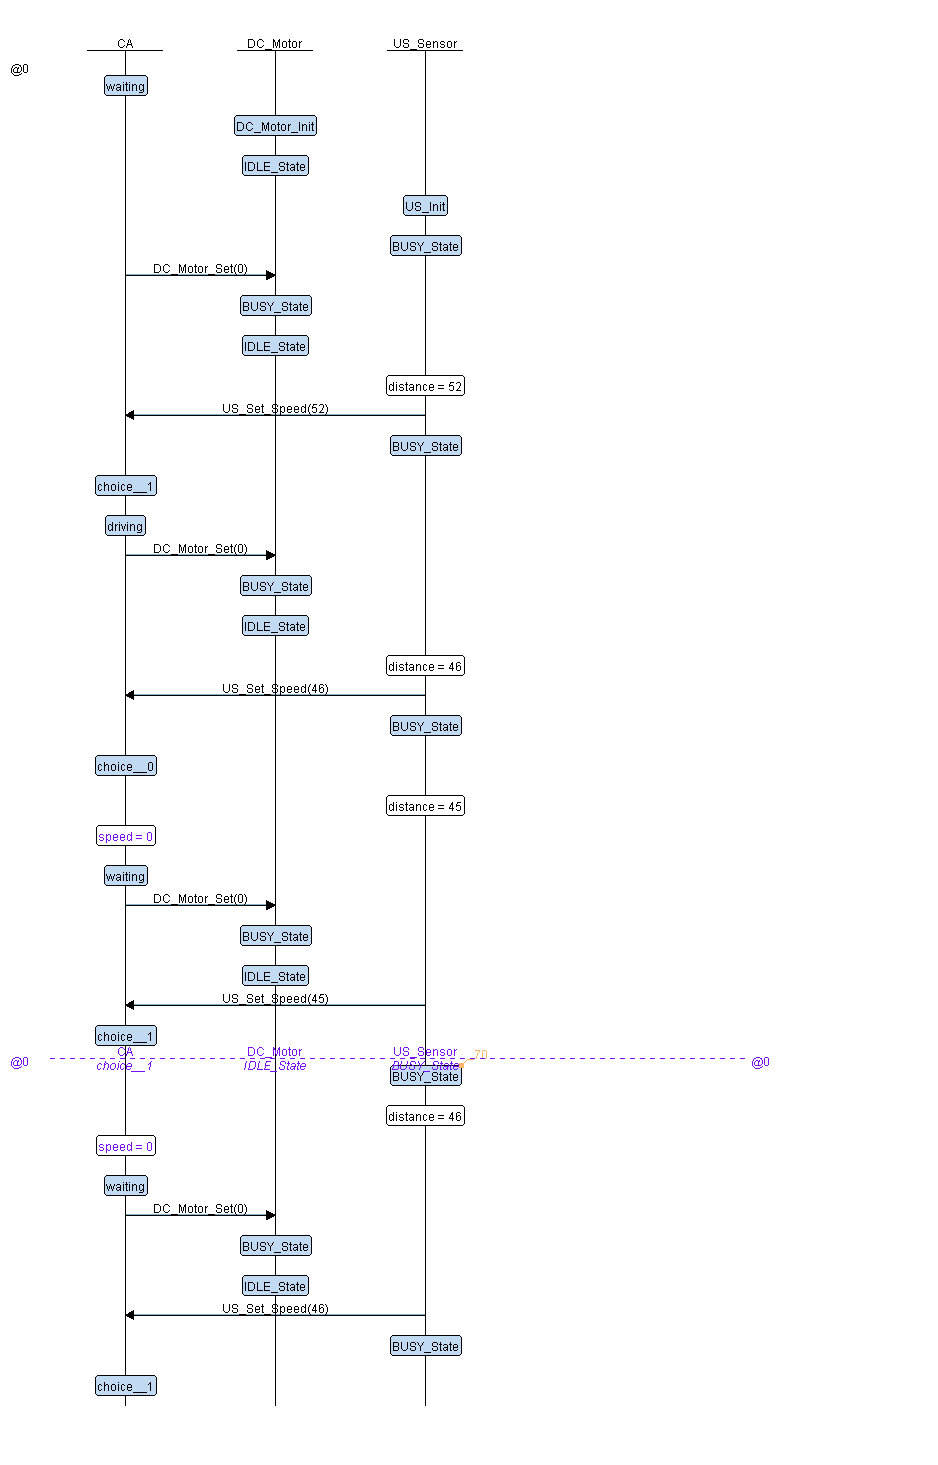 CA DC_Motor US_Sensor
@0
waiting
DC_Motor_Init
IDLE_State
US_Init
BUSY_State
DC_Motor_Set(0)
BUSY_State
IDLE_State
distance = 52
US_Set_Speed(52)
BUSY_State
choice__1
driving
DC_Motor_Set(0)
BUSY_State
IDLE_State
distance = 46
US_Set_Speed(46)
BUSY_State
choice__0
distance = 45
speed = 0
waiting
DC_Motor_Set(0)
BUSY_State
IDLE_State
US_Set_Speed(45)
choice__1
CA DC_Motor US_Sensor 70
@0 @0
choice__1 IDLE_State BUSY_State
BUSY_State
distance = 46
speed = 0
waiting
DC_Motor_Set(0)
BUSY_State
IDLE_State
US_Set_Speed(46)
BUSY_State
choice__1